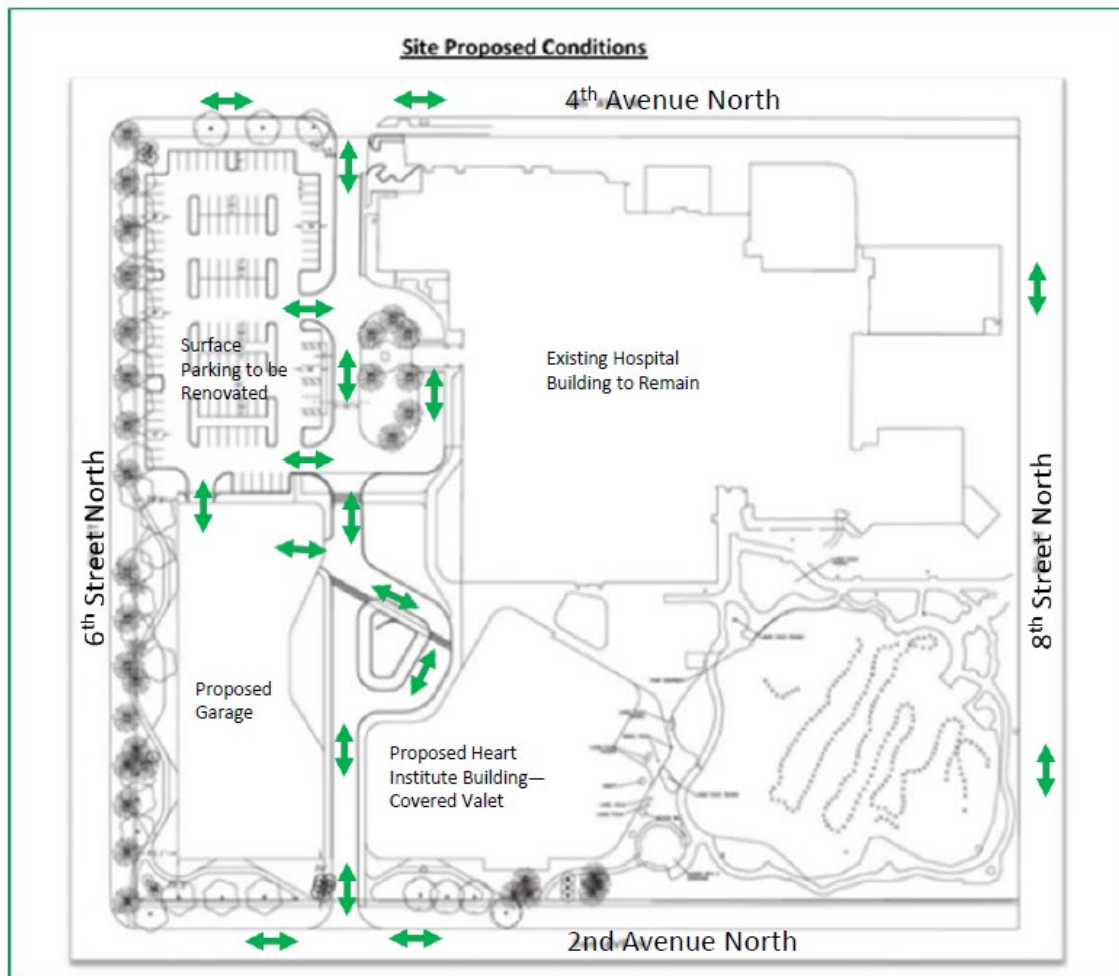 Site Proposed Conditions
4th Avenue North
Surface
Parking to be
Renovated
Existing Hospital
Building to Remain
6th Street North
8th Street North
Proposed
Garage
Proposed Heart
Institute Building—
Covered Valet
2nd Avenue North